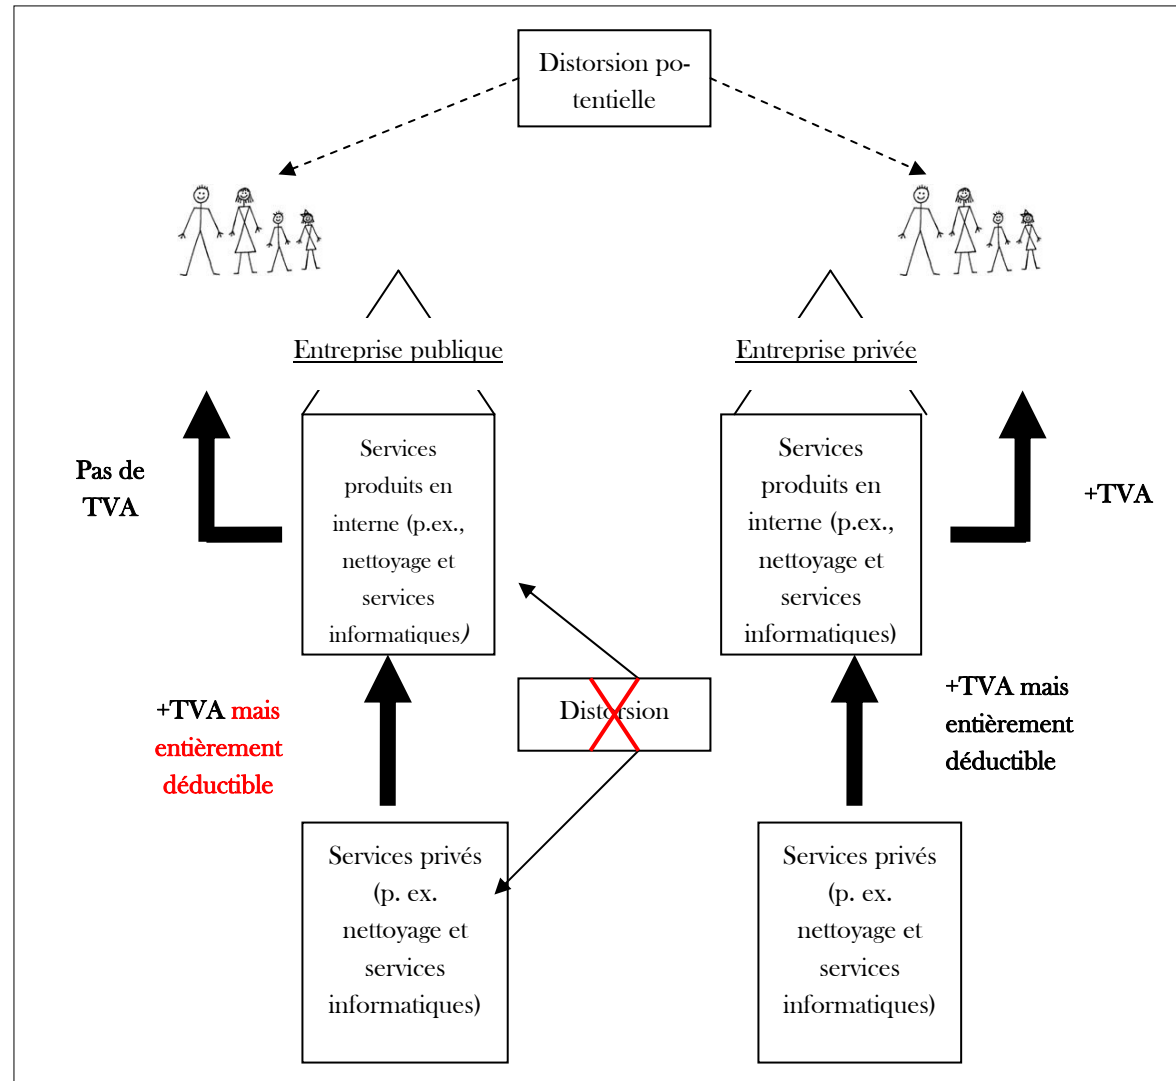 Distorsion po-
tentielle
Entreprise publique
Entreprise privée
Pas de
TVA
Services
produits en
interne (p.ex.,
nettoyage et
services
informatiques)
Services
produits en
interne (p.ex.,
nettoyage et
services
informatiques)
+TVA
+TVA mais
entièrement
déductible
Distorsion
+TVA mais
entièrement
déductible
Services privés
(p. ex.
nettoyage et
services
informatiques)
Services privés
(p. ex.
nettoyage et
services
informatiques)